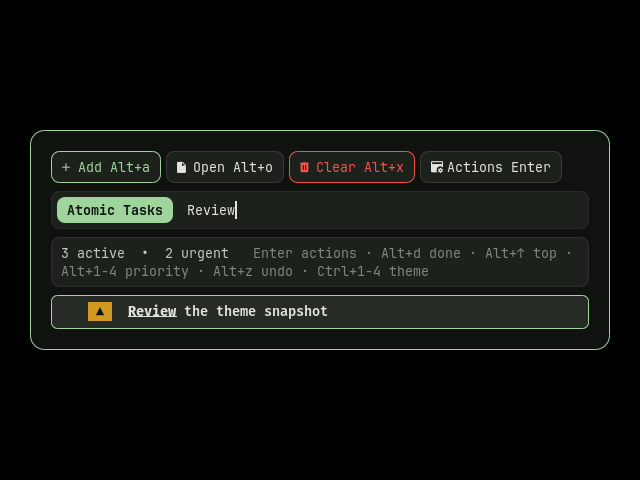 + Add Alt+a Open Alt+o Clear Alt+x Actions Enter
Atomic Tasks Review
3 active • 2 urgent Enter actions · Alt+d done · Alt+↑ top ·
Alt+1-4 priority · Alt+z undo · Ctrl+1-4 theme
▲ Review the theme snapshot